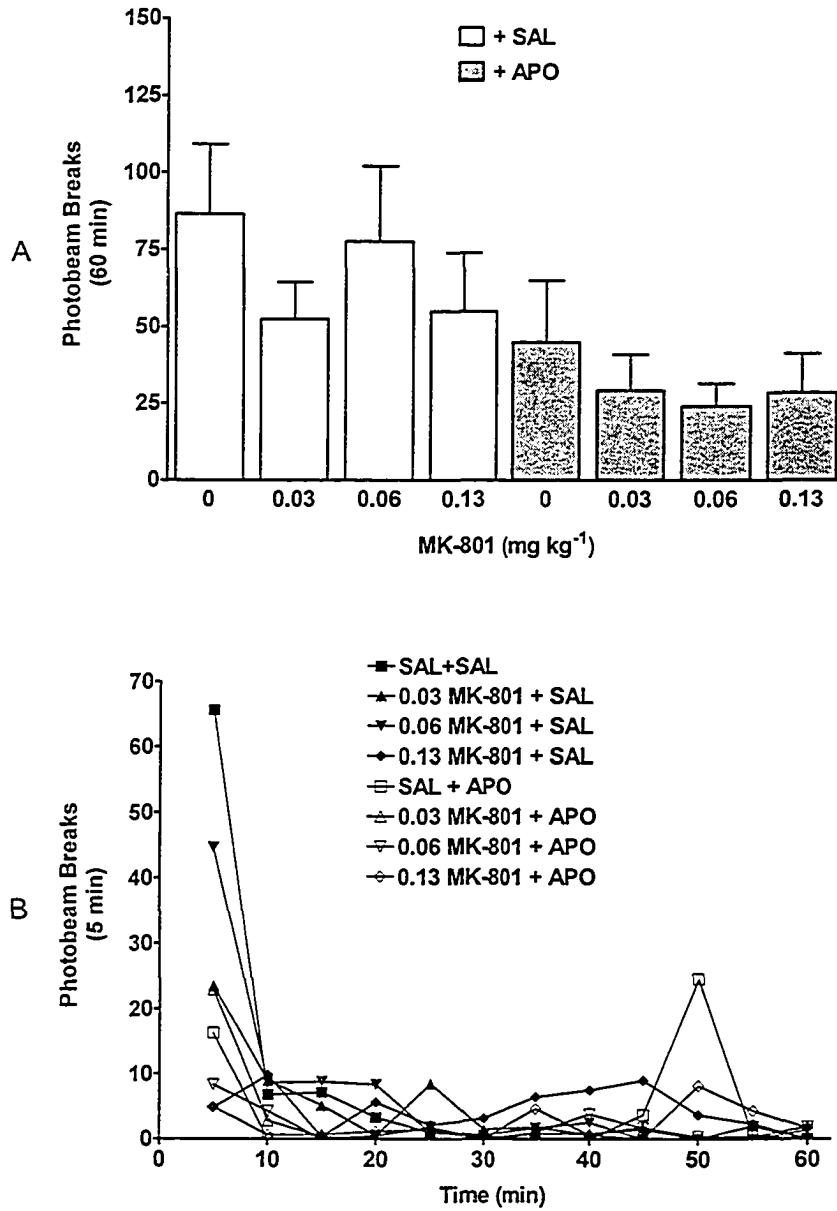 150
125
100
75
50
25
0
A
Photobeam Breaks
(60 min)
+ SAL
+ APO
0 0.03 0.06 0.13 0 0.03 0.06 0.13
MK-801 (mg kg⁻¹)
70
60
50
40
30
20
10
0
B
Photobeam Breaks
(5 min)
SAL+SAL
0.03 MK-801 + SAL
0.06 MK-801 + SAL
0.13 MK-801 + SAL
SAL + APO
0.03 MK-801 + APO
0.06 MK-801 + APO
0.13 MK-801 + APO
0 10 20 30 40 50 60
Time (min)